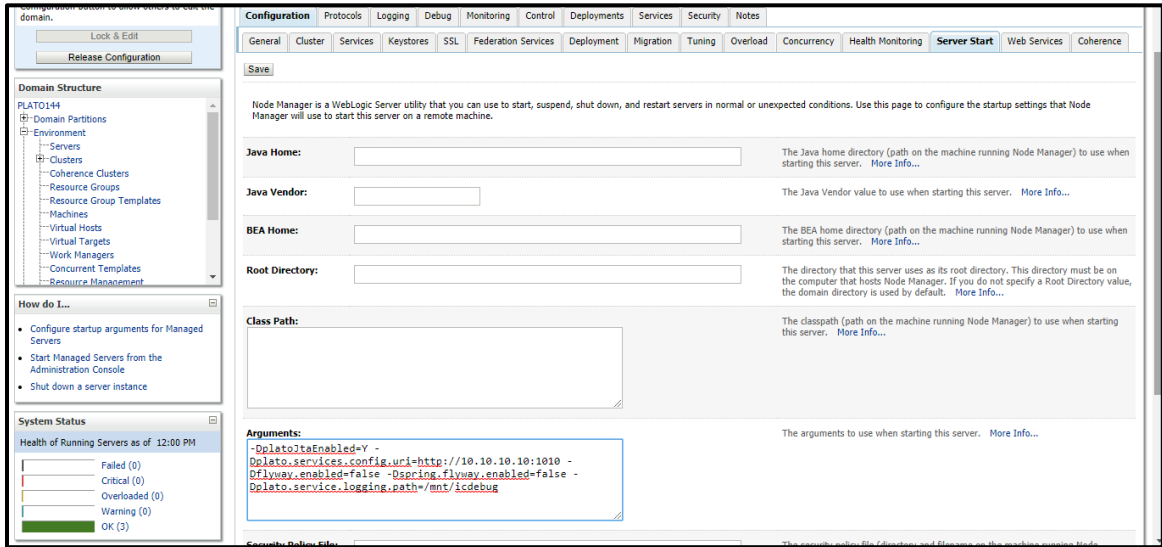 Configuration button to allow others to edit the
domain.
Lock & Edit
Release Configuration
Domain Structure
PLATO144
Domain Partitions
Environment
Servers
Clusters
Coherence Clusters
Resource Groups
Resource Group Templates
Machines
Virtual Hosts
Virtual Targets
Work Managers
Concurrent Templates
Resource Management
How do I...
Configure startup arguments for Managed
Servers
Start Managed Servers from the
Administration Console
Shut down a server instance
System Status
Health of Running Servers as of 12:00 PM
Failed (0)
Critical (0)
Overloaded (0)
Warning (0)
OK (3)
Configuration Protocols Logging Debug Monitoring Control Deployments Services Security Notes
General Cluster Services Keystores SSL Federation Services Deployment Migration Tuning Overload Concurrency Health Monitoring Server Start Web Services Coherence
Save
Node Manager is a WebLogic Server utility that you can use to start, suspend, shut down, and restart servers in normal or unexpected conditions. Use this page to configure the startup settings that Node
Manager will use to start this server on a remote machine.
Java Home:
The Java home directory (path on the machine running Node Manager) to use when
starting this server. More Info...
Java Vendor:
The Java Vendor value to use when starting this server. More Info...
BEA Home:
The BEA home directory (path on the machine running Node Manager) to use when
starting this server. More Info...
Root Directory:
The directory that this server uses as its root directory. This directory must be on
the computer that hosts Node Manager. If you do not specify a Root Directory value,
the domain directory is used by default. More Info...
Class Path:
The classpath (path on the machine running Node Manager) to use when starting
this server. More Info...
Arguments:
-DplatoJtaEnabled=Y -
Dplato.services.config.uri=http://10.10.10.10:1010 -
Dflyway.enabled=false -Dspring.flyway.enabled=false -
Dplato.service.logging.path=/mnt/icdebug
The arguments to use when starting this server. More Info...
Security Policy File:
The security policy file (directory and filename on the machine running Node